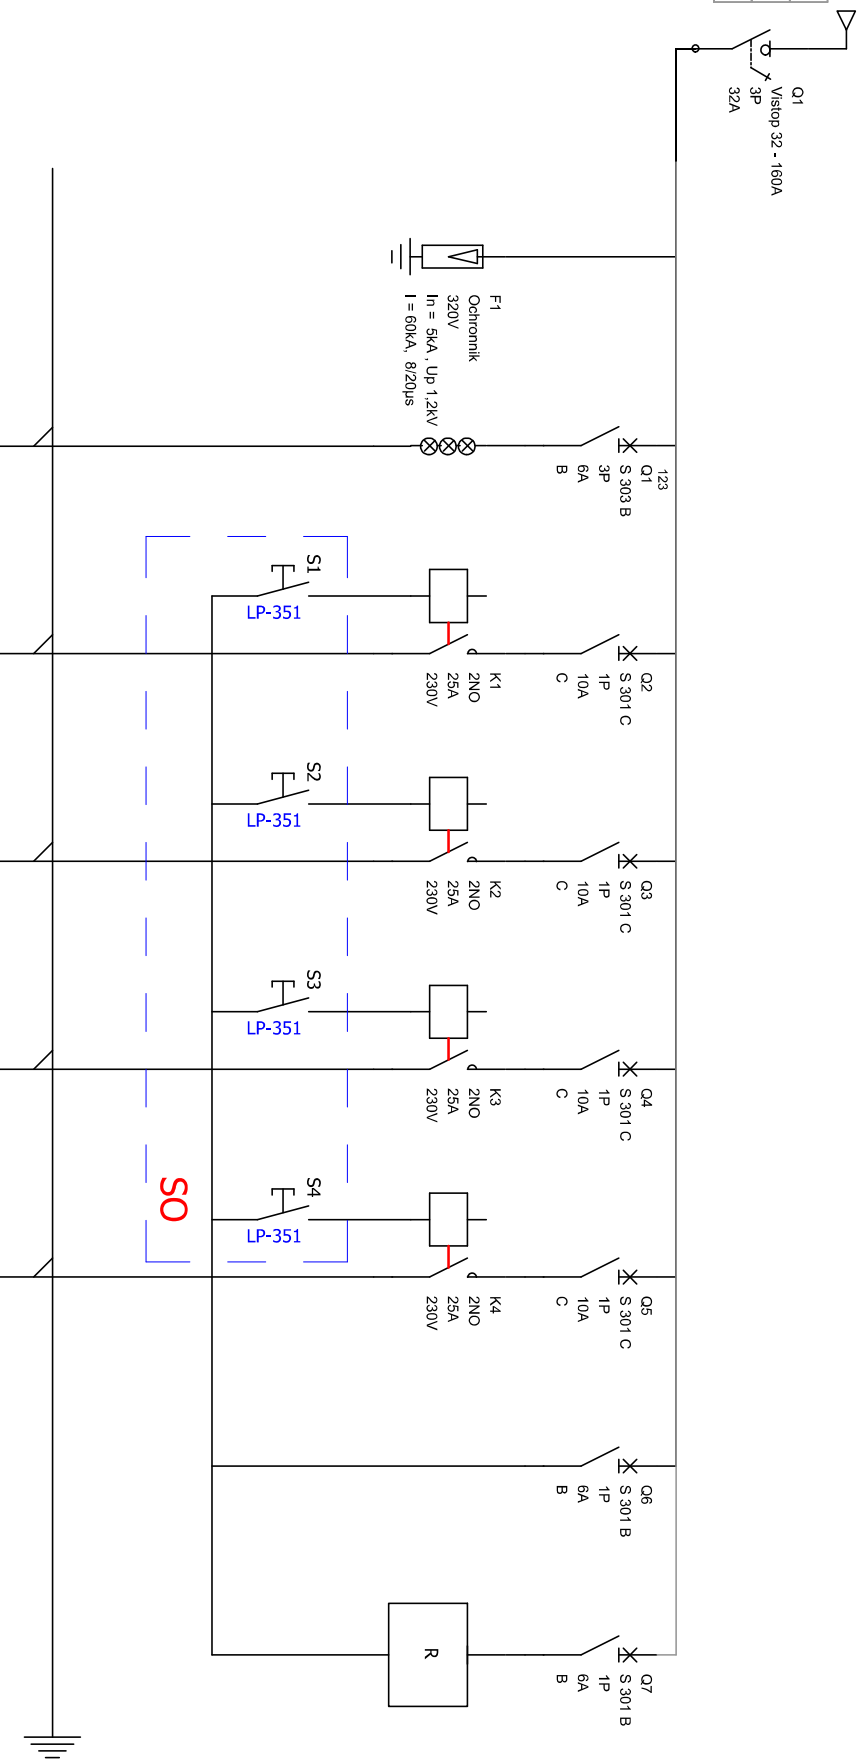 Q1
Vistop 32 - 160A
3P
32A
F1
Ochronnik
320V
In = 5kA , Up 1,2kV
I = 60kA, 8/20µs
123
Q1
S 303 B
3P
6A
B
S1
LP-351
K1
2NO
25A
230V
Q2
S 301 C
1P
10A
C
S2
LP-351
K2
2NO
25A
230V
Q3
S 301 C
1P
10A
C
S3
LP-351
K3
2NO
25A
230V
Q4
S 301 C
1P
10A
C
SO
S4
LP-351
K4
2NO
25A
230V
Q5
S 301 C
1P
10A
C
Q6
S 301 B
1P
6A
B
R
Q7
S 301 B
1P
6A
B